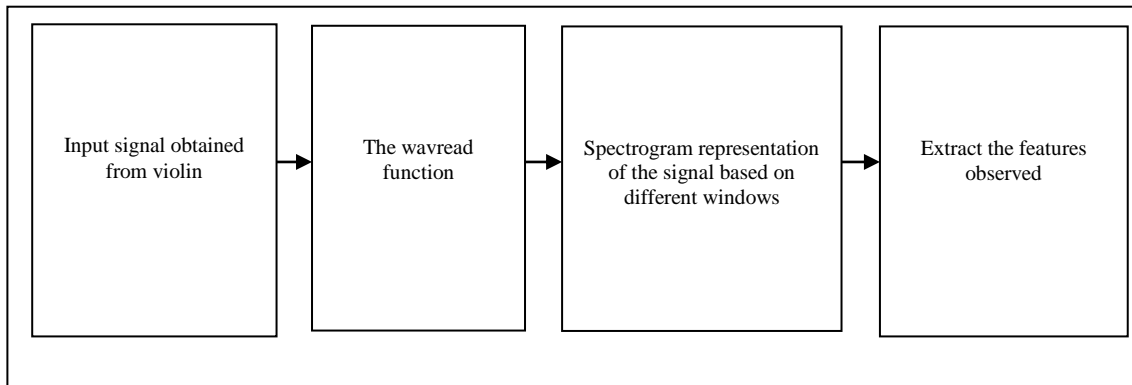 Input signal obtained
from violin
The wavread
function
Spectrogram representation
of the signal based on
different windows
Extract the features
observed